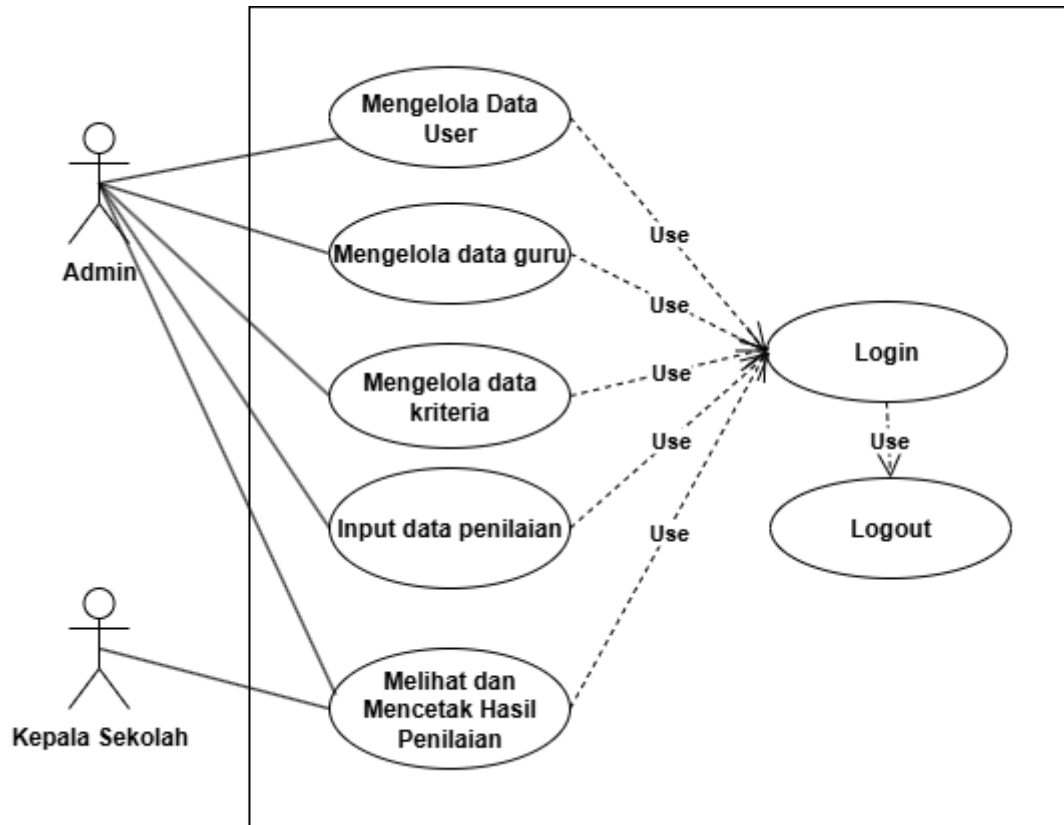 Mengelola Data
User
Use
Admin
Mengelola data guru
Use
Login
Mengelola data
kriteria
Use
Use
Use
Input data penilaian
Logout
Use
Melihat dan
Mencetak Hasil
Penilaian
Kepala Sekolah